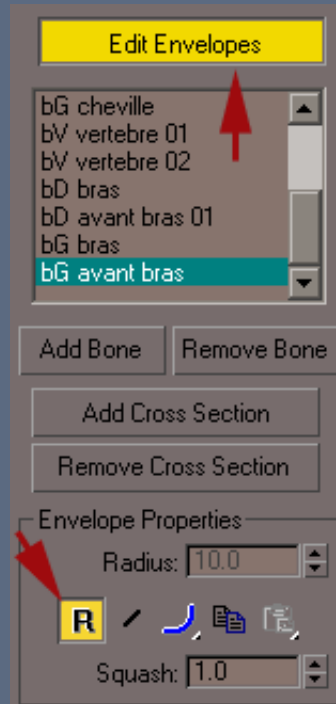 Edit Envelopes
bG cheville
bV vertebre 01
bV vertebre 02
bD bras
bD avant bras 01
bG bras
bG avant bras
Add Bone Remove Bone
Add Cross Section
Remove Cross Section
Envelope Properties
Radius: 10.0
R
Squash: 1.0